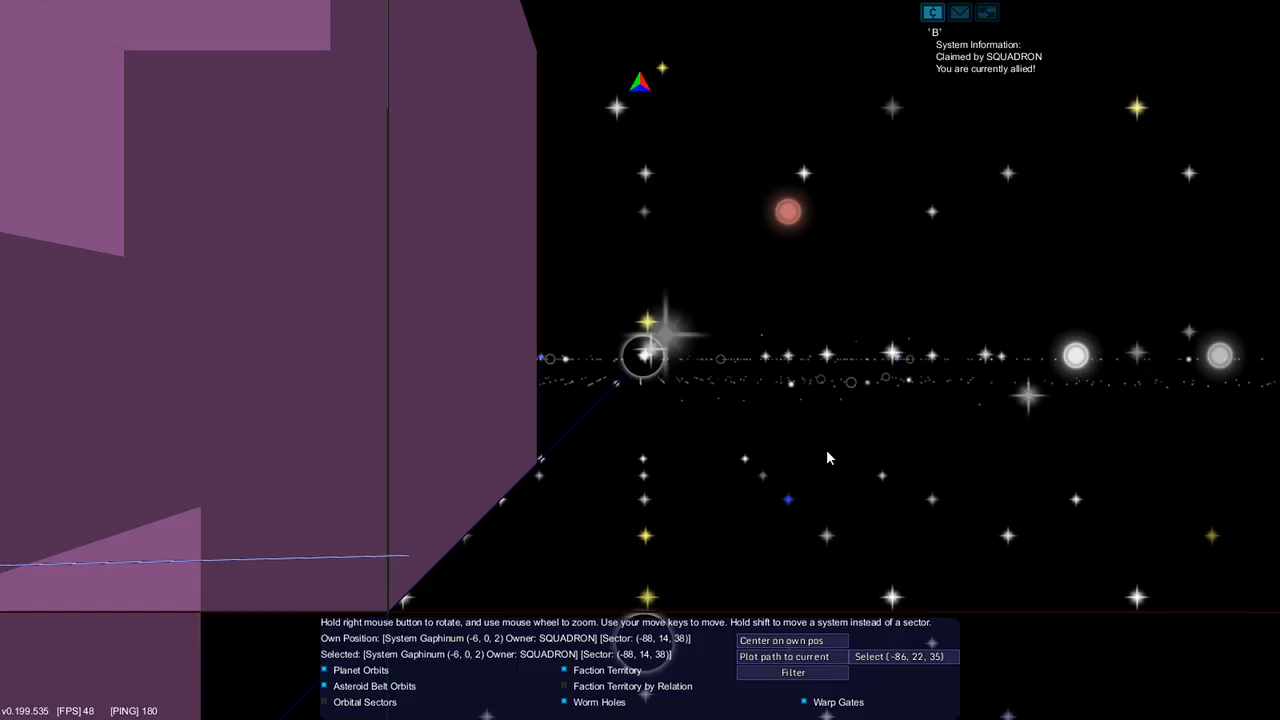 'B'
System Information:
Claimed by SQUADRON
You are currently allied!
Hold right mouse button to rotate, and use mouse wheel to zoom. Use your move keys to move. Hold shift to move a system instead of a sector.
Own Position: [System Gaphinum (-6, 0, 2) Owner: SQUADRON] [Sector: (-88, 14, 38)]
Center on own pos
Selected: [System Gaphinum (-6, 0, 2) Owner: SQUADRON] [Sector: (-88, 14, 38)]
Plot path to current
Select (-86, 22, 35)
Planet Orbits
Faction Territory
Filter
Asteroid Belt Orbits
Faction Territory by Relation
Orbital Sectors
Worm Holes
Warp Gates
v0.199.535 [FPS] 48 [PING] 180